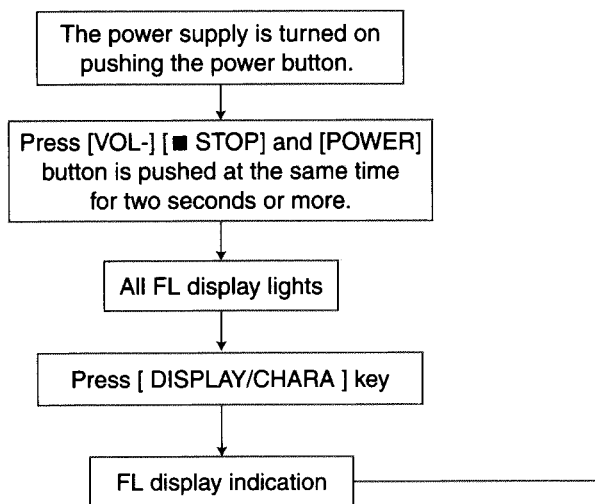 The power supply is turned on
pushing the power button.
Press [VOL-] [ ■ STOP] and [POWER]
button is pushed at the same time
for two seconds or more.
All FL display lights
Press [ DISPLAY/CHARA ] key
FL display indication